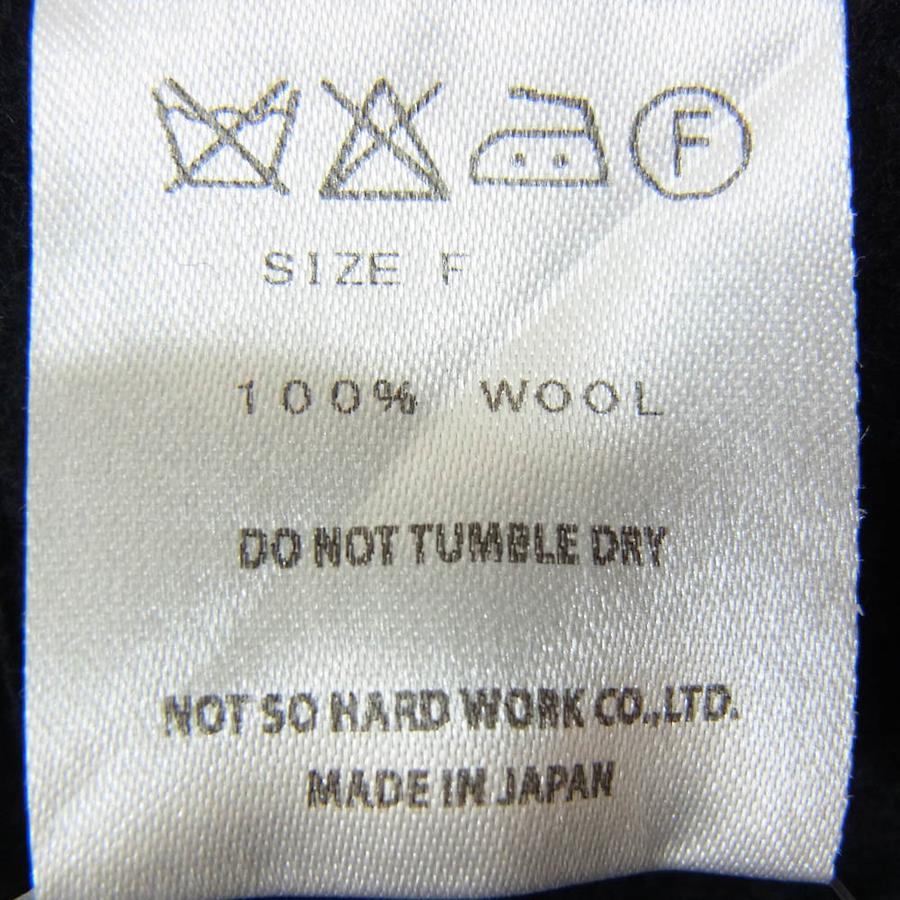 F
SIZE F
100% WOOL
DO NOT TUMBLE DRY
NOT SO HARD WORK CO.,LTD.
MADE IN JAPAN